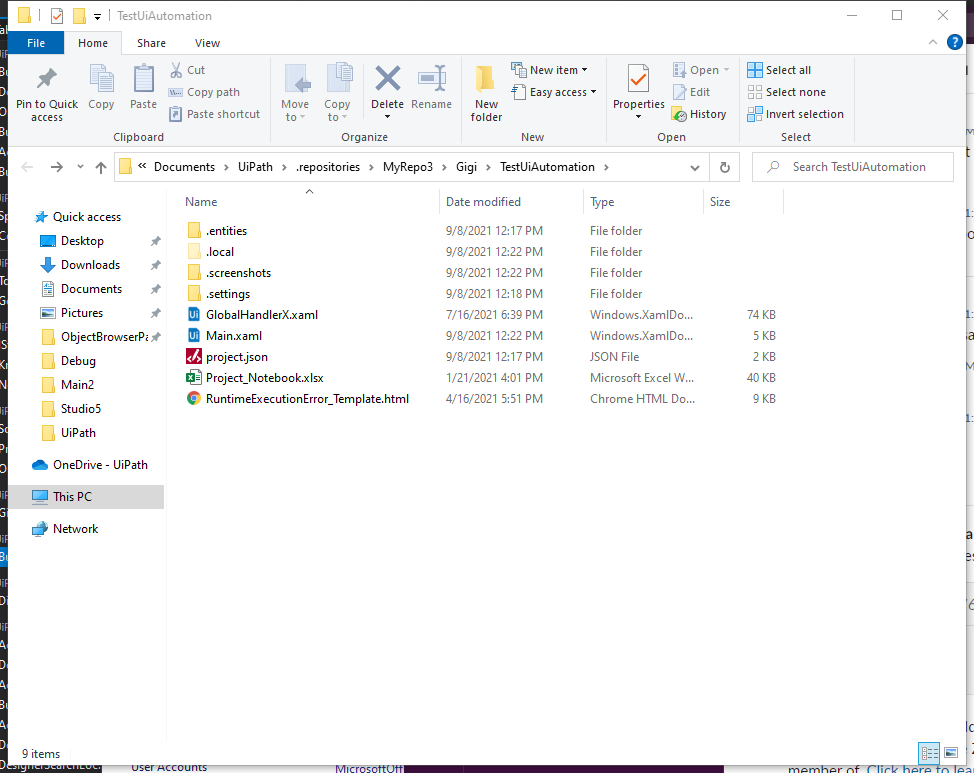 TestUiAutomation
File Home Share View
Pin to Quick access
Copy
Paste
Cut
Copy path
Paste shortcut
Clipboard
Move to
Copy to
Delete
Rename
Organize
New folder
New item
Easy access
New
Properties
Open
Edit
History
Open
Select all
Select none
Invert selection
Select
« Documents › UiPath › .repositories › MyRepo3 › Gigi › TestUiAutomation ›
Search TestUiAutomation
Quick access
Desktop
Downloads
Documents
Pictures
ObjectBrowserPa
Debug
Main2
Studio5
UiPath
OneDrive - UiPath
This PC
Network
Name Date modified Type Size
.entities 9/8/2021 12:17 PM File folder
.local 9/8/2021 12:22 PM File folder
.screenshots 9/8/2021 12:22 PM File folder
.settings 9/8/2021 12:18 PM File folder
GlobalHandlerX.xaml 7/16/2021 6:39 PM Windows.XamlDo... 74 KB
Main.xaml 9/8/2021 12:22 PM Windows.XamlDo... 5 KB
project.json 9/8/2021 12:17 PM JSON File 2 KB
Project_Notebook.xlsx 1/21/2021 4:01 PM Microsoft Excel W... 40 KB
RuntimeExecutionError_Template.html 4/16/2021 5:51 PM Chrome HTML Do... 9 KB
9 items
User Accounts
MicrosoftOff
member of. Click here to lea